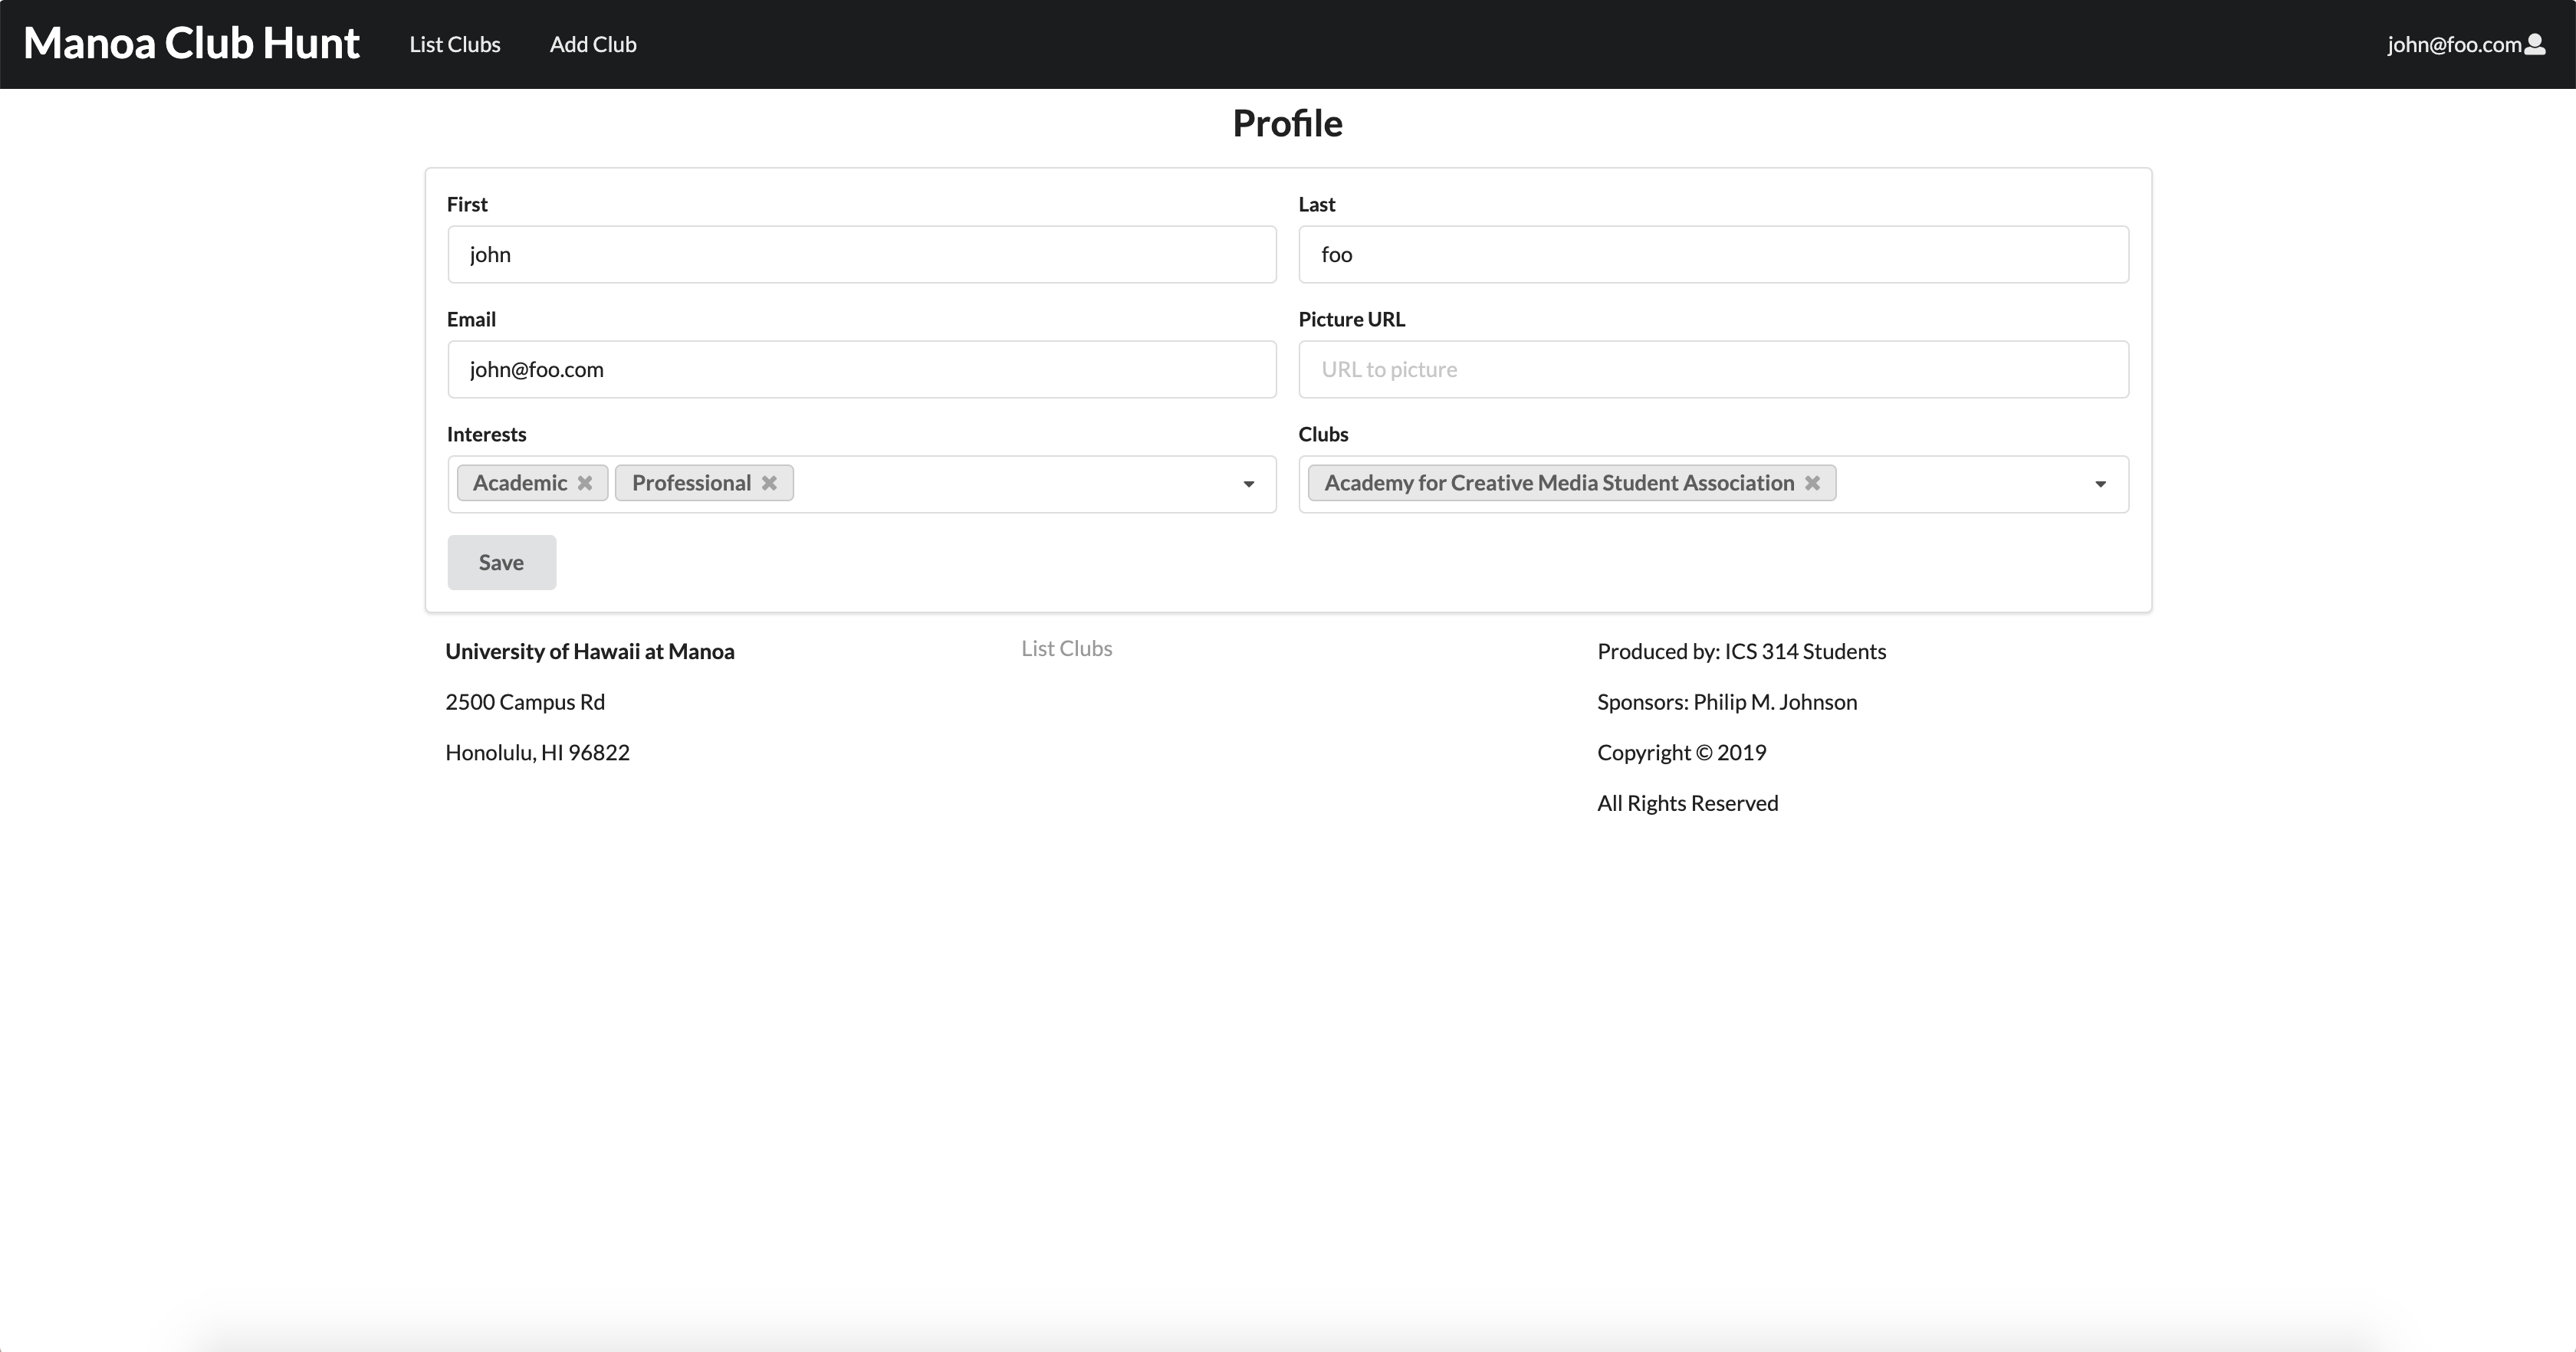 Manoa Club Hunt List Clubs Add Club john@foo.com
Profile
First Last
john foo
Email Picture URL
john@foo.com URL to picture
Interests Clubs
Academic Professional Academy for Creative Media Student Association
Save
University of Hawaii at Manoa List Clubs Produced by: ICS 314 Students
2500 Campus Rd Sponsors: Philip M. Johnson
Honolulu, HI 96822 Copyright © 2019
All Rights Reserved